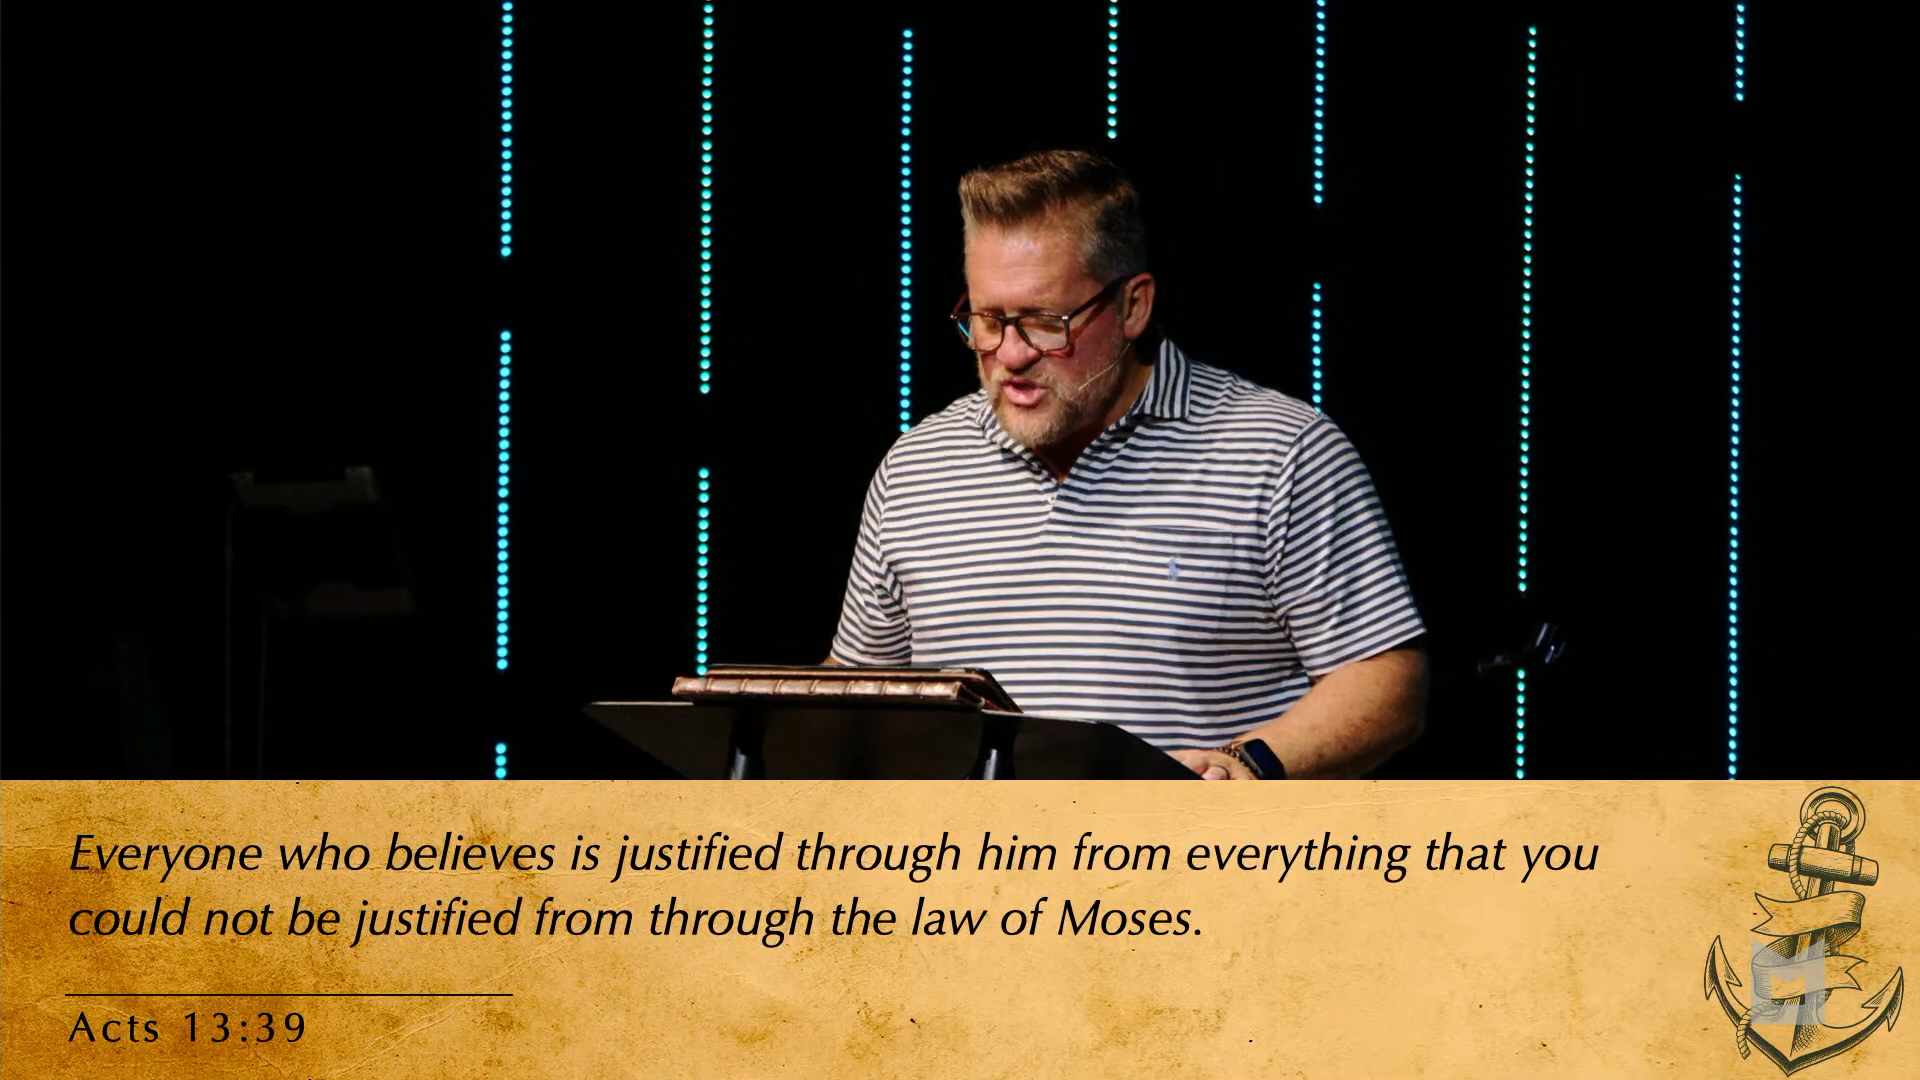 Everyone who believes is justified through him from everything that you
could not be justified from through the law of Moses.
Acts 13:39